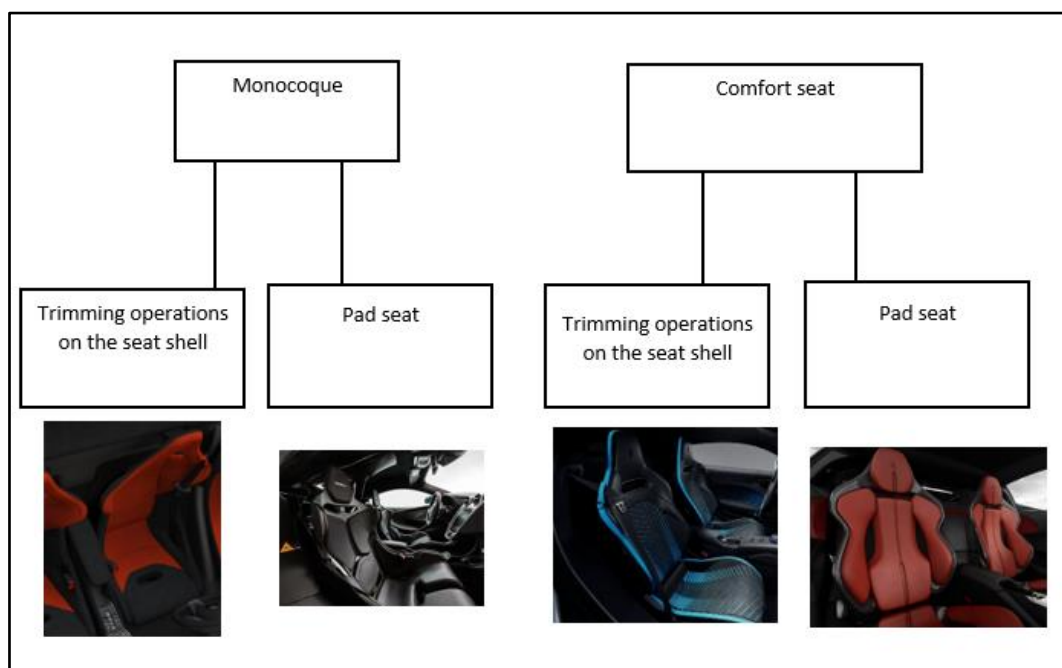 Monocoque
Comfort seat
Trimming operations
on the seat shell
Pad seat
Trimming operations
on the seat shell
Pad seat